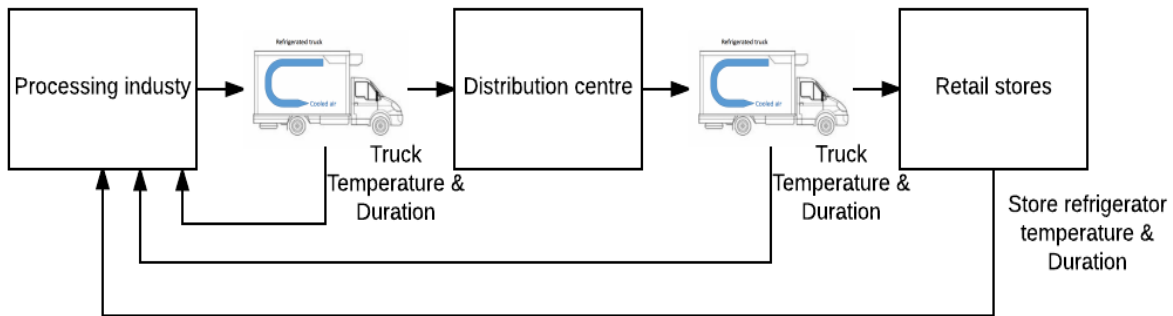 Processing industy
Refrigerated truck
Cooled air
Truck
Temperature &
Duration
Distribution centre
Refrigerated truck
Cooled air
Truck
Temperature &
Duration
Retail stores
Store refrigerator
temperature &
Duration